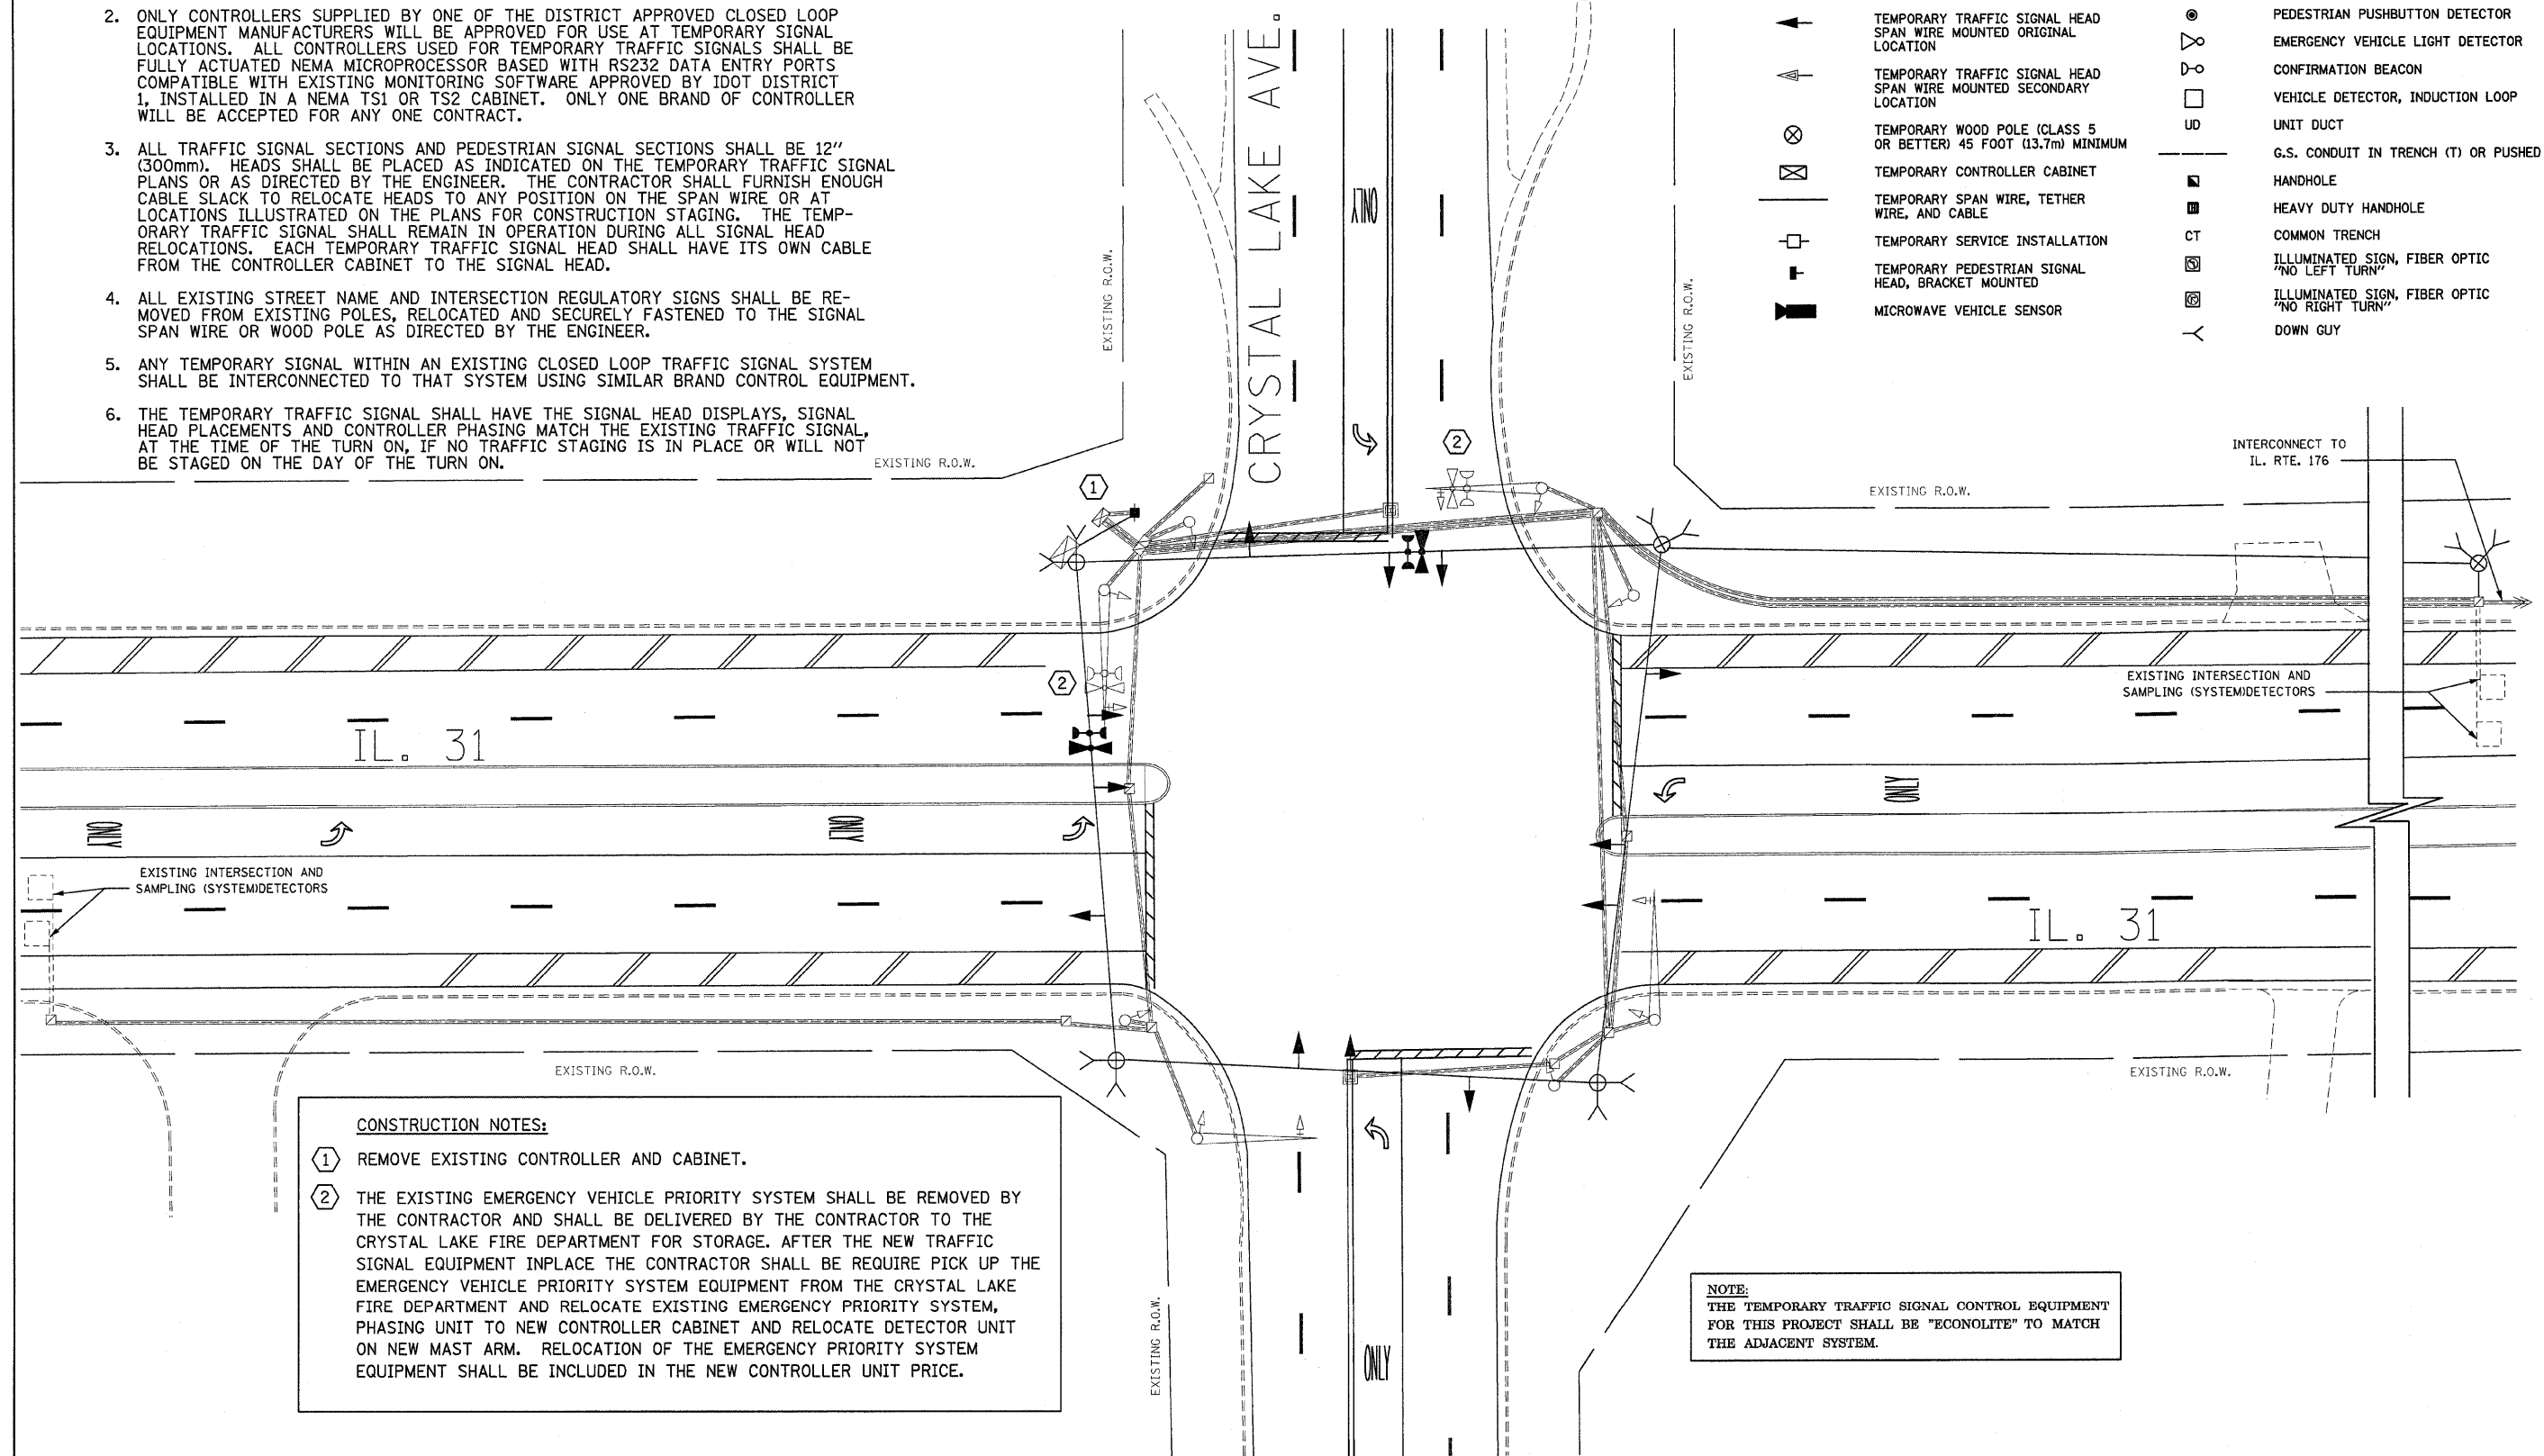 2. ONLY CONTROLLERS SUPPLIED BY ONE OF THE DISTRICT APPROVED CLOSED LOOP
EQUIPMENT MANUFACTURERS WILL BE APPROVED FOR USE AT TEMPORARY SIGNAL
LOCATIONS. ALL CONTROLLERS USED FOR TEMPORARY TRAFFIC SIGNALS SHALL BE
FULLY ACTUATED NEMA MICROPROCESSOR BASED WITH RS232 DATA ENTRY PORTS
COMPATIBLE WITH EXISTING MONITORING SOFTWARE APPROVED BY IDOT DISTRICT
1, INSTALLED IN A NEMA TS1 OR TS2 CABINET. ONLY ONE BRAND OF CONTROLLER
WILL BE ACCEPTED FOR ANY ONE CONTRACT.
3. ALL TRAFFIC SIGNAL SECTIONS AND PEDESTRIAN SIGNAL SECTIONS SHALL BE 12"
(300mm). HEADS SHALL BE PLACED AS INDICATED ON THE TEMPORARY TRAFFIC SIGNAL
PLANS OR AS DIRECTED BY THE ENGINEER. THE CONTRACTOR SHALL FURNISH ENOUGH
CABLE SLACK TO RELOCATE HEADS TO ANY POSITION ON THE SPAN WIRE OR AT
LOCATIONS ILLUSTRATED ON THE PLANS FOR CONSTRUCTION STAGING. THE TEMP-
ORARY TRAFFIC SIGNAL SHALL REMAIN IN OPERATION DURING ALL SIGNAL HEAD
RELOCATIONS. EACH TEMPORARY TRAFFIC SIGNAL HEAD SHALL HAVE ITS OWN CABLE
FROM THE CONTROLLER CABINET TO THE SIGNAL HEAD.
4. ALL EXISTING STREET NAME AND INTERSECTION REGULATORY SIGNS SHALL BE RE-
MOVED FROM EXISTING POLES, RELOCATED AND SECURELY FASTENED TO THE SIGNAL
SPAN WIRE OR WOOD POLE AS DIRECTED BY THE ENGINEER.
5. ANY TEMPORARY SIGNAL WITHIN AN EXISTING CLOSED LOOP TRAFFIC SIGNAL SYSTEM
SHALL BE INTERCONNECTED TO THAT SYSTEM USING SIMILAR BRAND CONTROL EQUIPMENT.
6. THE TEMPORARY TRAFFIC SIGNAL SHALL HAVE THE SIGNAL HEAD DISPLAYS, SIGNAL
HEAD PLACEMENTS AND CONTROLLER PHASING MATCH THE EXISTING TRAFFIC SIGNAL,
AT THE TIME OF THE TURN ON, IF NO TRAFFIC STAGING IS IN PLACE OR WILL NOT
BE STAGED ON THE DAY OF THE TURN ON.
EXISTING R.O.W.
EXISTING R.O.W.
CRYSTAL LAKE AVE.
ONLY
EXISTING R.O.W.
TEMPORARY TRAFFIC SIGNAL HEAD
SPAN WIRE MOUNTED ORIGINAL
LOCATION
TEMPORARY TRAFFIC SIGNAL HEAD
SPAN WIRE MOUNTED SECONDARY
LOCATION
TEMPORARY WOOD POLE (CLASS 5
OR BETTER) 45 FOOT (13.7m) MINIMUM
TEMPORARY CONTROLLER CABINET
TEMPORARY SPAN WIRE, TETHER
WIRE, AND CABLE
TEMPORARY SERVICE INSTALLATION
TEMPORARY PEDESTRIAN SIGNAL
HEAD, BRACKET MOUNTED
MICROWAVE VEHICLE SENSOR
PEDESTRIAN PUSHBUTTON DETECTOR
EMERGENCY VEHICLE LIGHT DETECTOR
CONFIRMATION BEACON
VEHICLE DETECTOR, INDUCTION LOOP
UD UNIT DUCT
G.S. CONDUIT IN TRENCH (T) OR PUSHED
HANDHOLE
H HEAVY DUTY HANDHOLE
CT COMMON TRENCH
ILLUMINATED SIGN, FIBER OPTIC
"NO LEFT TURN"
ILLUMINATED SIGN, FIBER OPTIC
"NO RIGHT TURN"
DOWN GUY
INTERCONNECT TO
IL. RTE. 176
EXISTING R.O.W.
1
2
2
IL. 31
EXISTING INTERSECTION AND
SAMPLING (SYSTEM)DETECTORS
ONLY
ONLY
ONLY
EXISTING INTERSECTION AND
SAMPLING (SYSTEM)DETECTORS
IL. 31
EXISTING R.O.W.
EXISTING R.O.W.
CONSTRUCTION NOTES:
1 REMOVE EXISTING CONTROLLER AND CABINET.
2 THE EXISTING EMERGENCY VEHICLE PRIORITY SYSTEM SHALL BE REMOVED BY
THE CONTRACTOR AND SHALL BE DELIVERED BY THE CONTRACTOR TO THE
CRYSTAL LAKE FIRE DEPARTMENT FOR STORAGE. AFTER THE NEW TRAFFIC
SIGNAL EQUIPMENT INPLACE THE CONTRACTOR SHALL BE REQUIRE PICK UP THE
EMERGENCY VEHICLE PRIORITY SYSTEM EQUIPMENT FROM THE CRYSTAL LAKE
FIRE DEPARTMENT AND RELOCATE EXISTING EMERGENCY PRIORITY SYSTEM,
PHASING UNIT TO NEW CONTROLLER CABINET AND RELOCATE DETECTOR UNIT
ON NEW MAST ARM. RELOCATION OF THE EMERGENCY PRIORITY SYSTEM
EQUIPMENT SHALL BE INCLUDED IN THE NEW CONTROLLER UNIT PRICE.
EXISTING R.O.W.
ONLY
NOTE:
THE TEMPORARY TRAFFIC SIGNAL CONTROL EQUIPMENT
FOR THIS PROJECT SHALL BE "ECONOLITE" TO MATCH
THE ADJACENT SYSTEM.